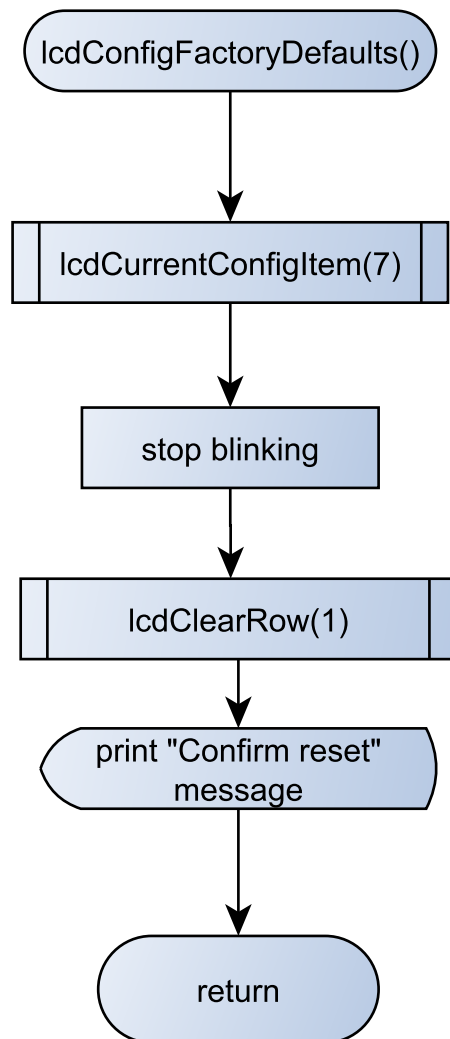 lcdConfigFactoryDefaults()
lcdCurrentConfigItem(7)
stop blinking
lcdClearRow(1)
print "Confirm reset"
message
return